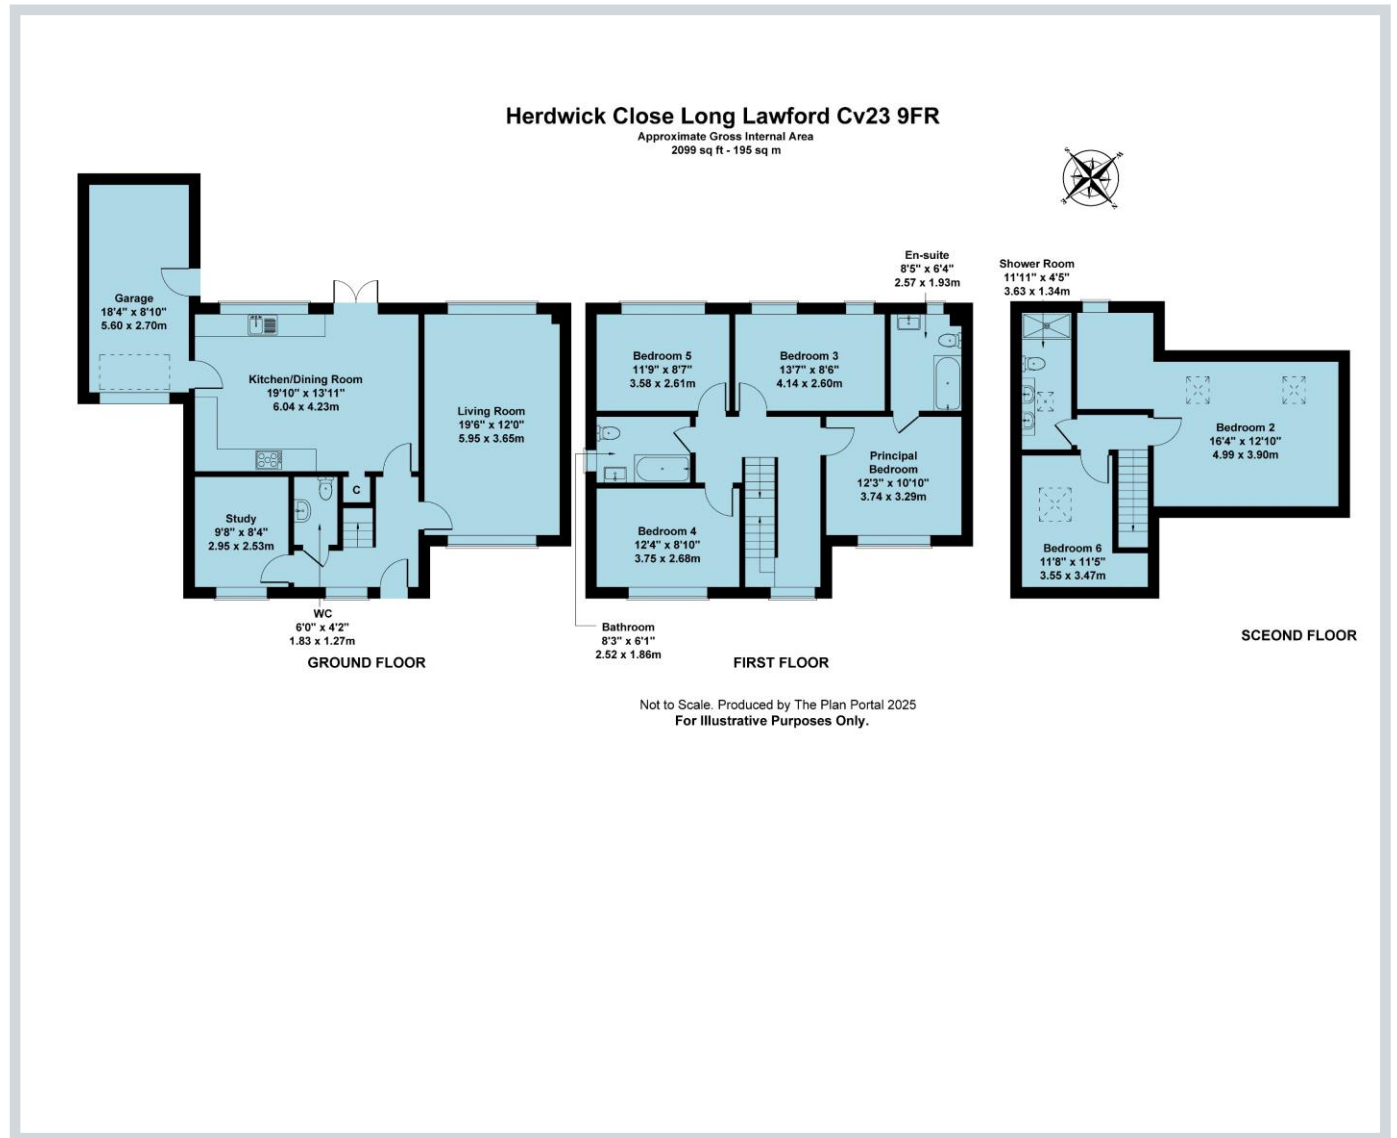 Herdwick Close Long Lawford Cv23 9FR
Approximate Gross Internal Area
2099 sq ft - 195 sq m
S
W
E
N
Garage
18'4" x 8'10"
5.60 x 2.70m
Kitchen/Dining Room
19'10" x 13'11"
6.04 x 4.23m
Living Room
19'6" x 12'0"
5.95 x 3.65m
C
Study
9'8" x 8'4"
2.95 x 2.53m
WC
6'0" x 4'2"
1.83 x 1.27m
GROUND FLOOR
En-suite
8'5" x 6'4"
2.57 x 1.93m
Bedroom 5
11'9" x 8'7"
3.58 x 2.61m
Bedroom 3
13'7" x 8'6"
4.14 x 2.60m
Principal
Bedroom
12'3" x 10'10"
3.74 x 3.29m
Bedroom 4
12'4" x 8'10"
3.75 x 2.68m
Bathroom
8'3" x 6'1"
2.52 x 1.86m
FIRST FLOOR
Shower Room
11'11" x 4'5"
3.63 x 1.34m
Bedroom 2
16'4" x 12'10"
4.99 x 3.90m
Bedroom 6
11'8" x 11'5"
3.55 x 3.47m
SCEOND FLOOR
Not to Scale. Produced by The Plan Portal 2025
For Illustrative Purposes Only.